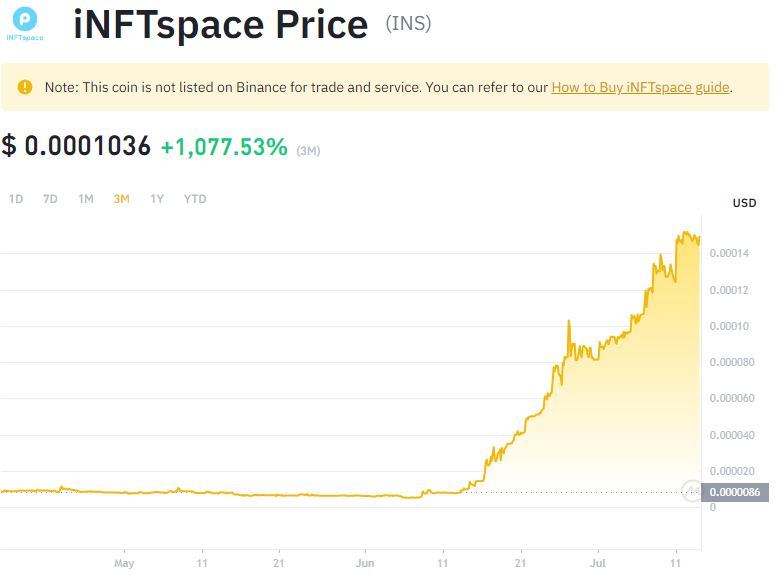 iNFTspace Price (INS)
iNFTspace
Note: This coin is not listed on Binance for trade and service. You can refer to our How to Buy iNFTspace guide.
$ 0.0001036 +1,077.53% (3M)
1D 7D 1M 3M 1Y YTD
USD
0.00014
0.00012
0.00010
0.000080
0.000060
0.000040
0.000020
0.0000086
0
May 11 21 Jun 11 21 Jul 11